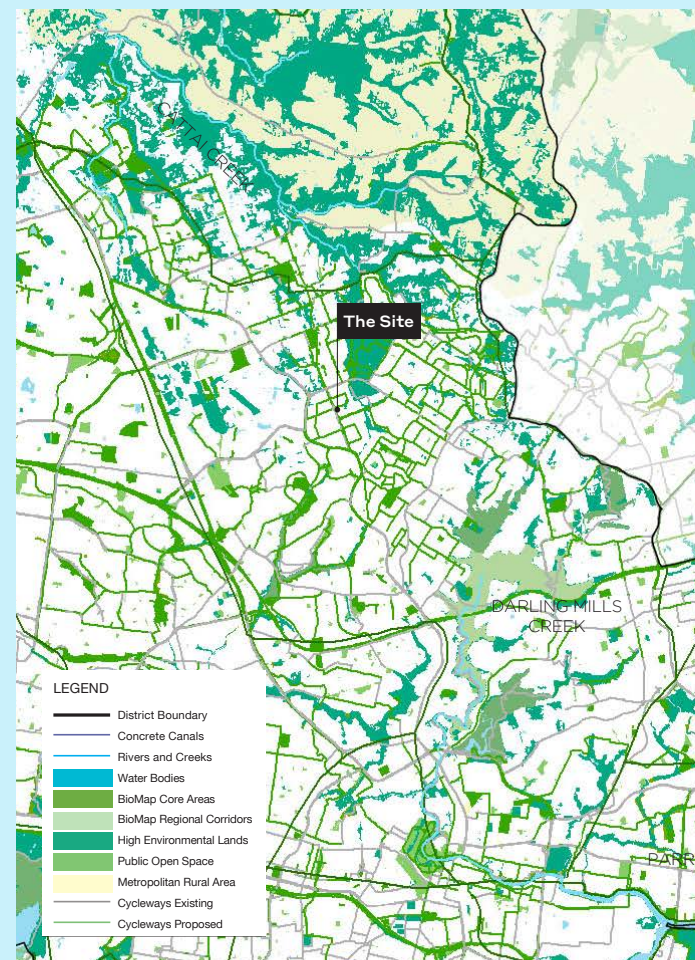 CATTAI CREEK
The Site
DARLING MILLS
CREEK
PARR
LEGEND
District Boundary
Concrete Canals
Rivers and Creeks
Water Bodies
BioMap Core Areas
BioMap Regional Corridors
High Environmental Lands
Public Open Space
Metropolitan Rural Area
Cycleways Existing
Cycleways Proposed